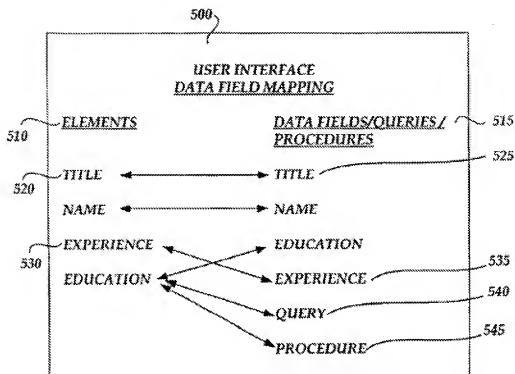 500
USER INTERFACE
DATA FIELD MAPPING
510 ELEMENTS DATA FIELDS/QUERIES/ 515
PROCEDURES
520 TITLE TITLE 525
NAME NAME
530 EXPERIENCE EDUCATION
EDUCATION EXPERIENCE 535
QUERY 540
PROCEDURE 545